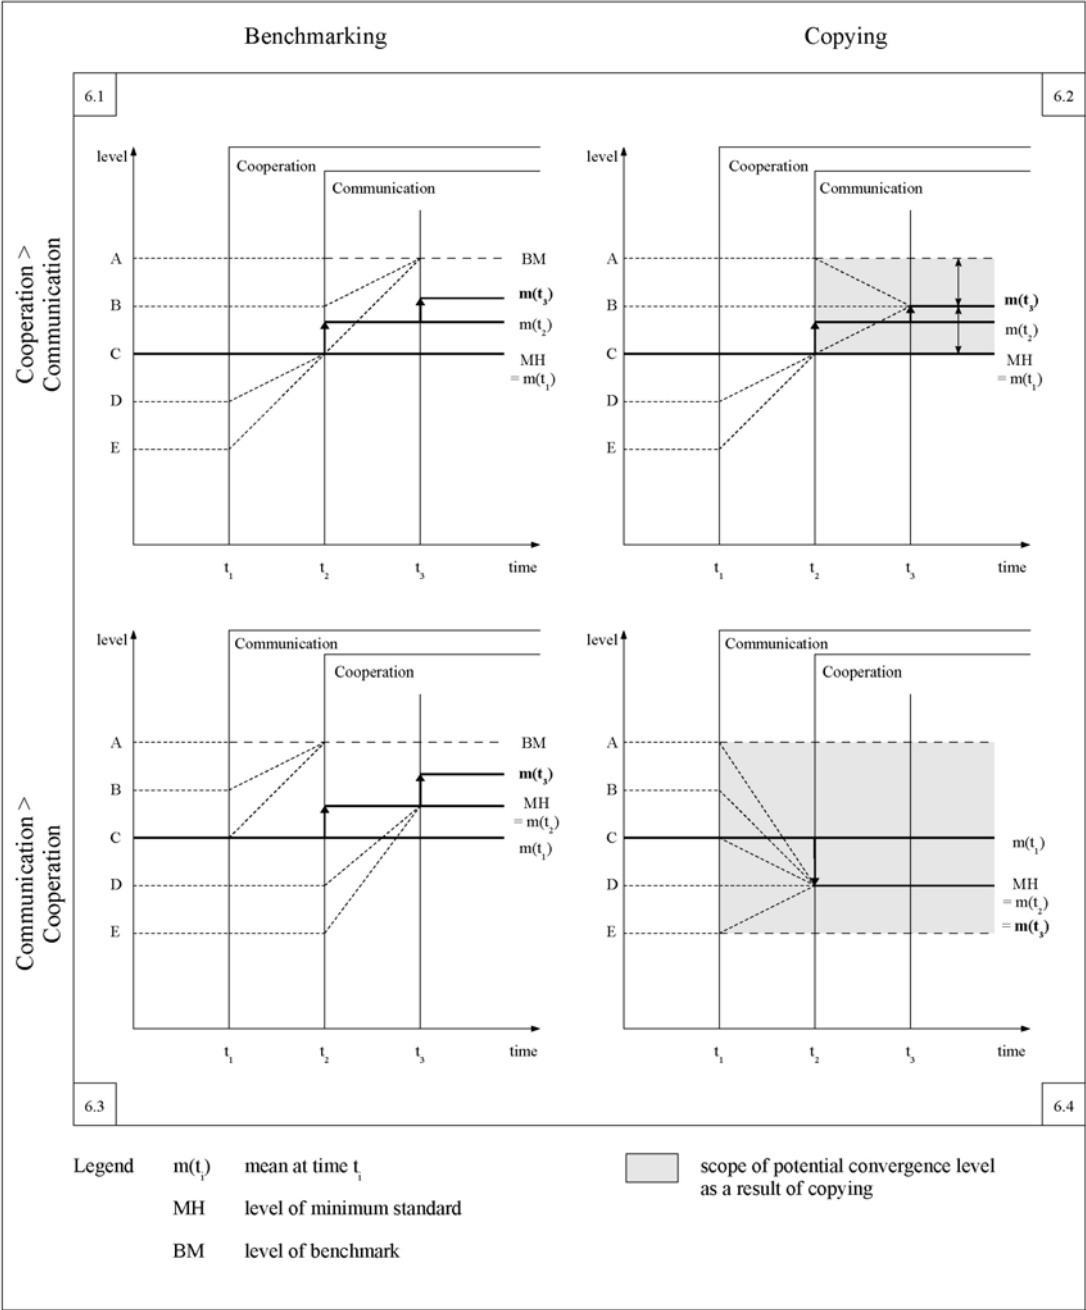 Benchmarking
Copying
6.1
6.2
Cooperation >
Communication
level
Cooperation
Communication
A
B
C
D
E
BM
m(t3)
m(t2)
MH
= m(t1)
t1
t2
t3
time
level
Cooperation
Communication
A
B
C
D
E
m(t3)
m(t2)
MH
= m(t1)
t1
t2
t3
time
Communication >
Cooperation
level
Communication
Cooperation
A
B
C
D
E
BM
m(t3)
MH
= m(t2)
m(t1)
t1
t2
t3
time
level
Communication
Cooperation
A
B
C
D
E
m(t1)
MH
= m(t2)
= m(t3)
t1
t2
t3
time
6.3
6.4
Legend
m(ti) mean at time ti
MH level of minimum standard
BM level of benchmark
scope of potential convergence level
as a result of copying